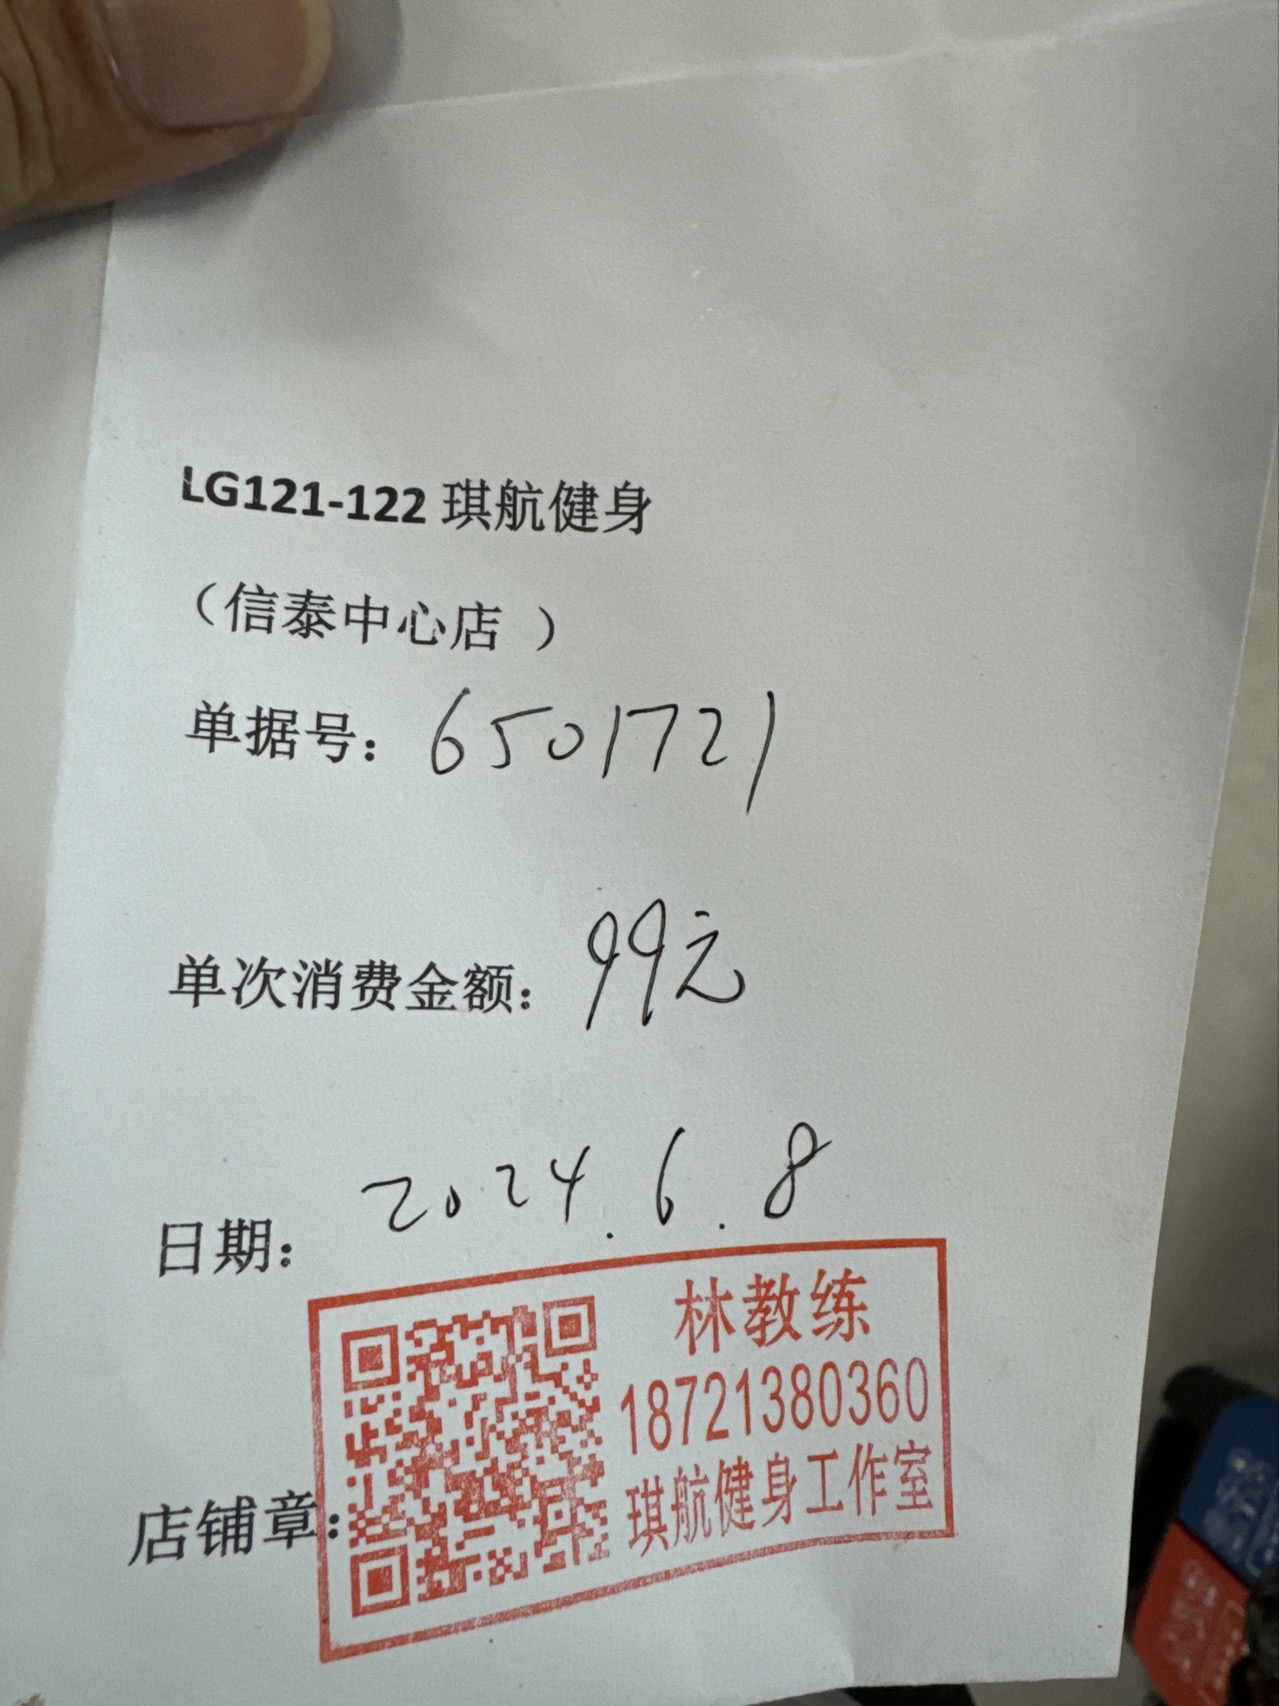 LG121-122 琪航健身
（信泰中心店 ）
单据号： 6501721
单次消费金额： 99元
日期： 2024.6.8
林教练
18721380360
琪航健身工作室
店铺章：